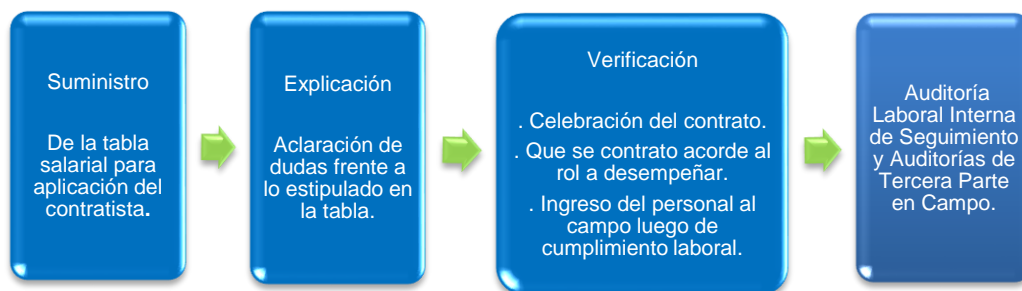 Suministro
De la tabla
salarial para
aplicación del
contratista.
Explicación
Aclaración de
dudas frente a
lo estipulado en
la tabla.
Verificación
. Celebración del contrato.
. Que se contrato acorde al
rol a desempeñar.
. Ingreso del personal al
campo luego de
cumplimiento laboral.
Auditoría
Laboral Interna
de Seguimiento
y Auditorías de
Tercera Parte
en Campo.